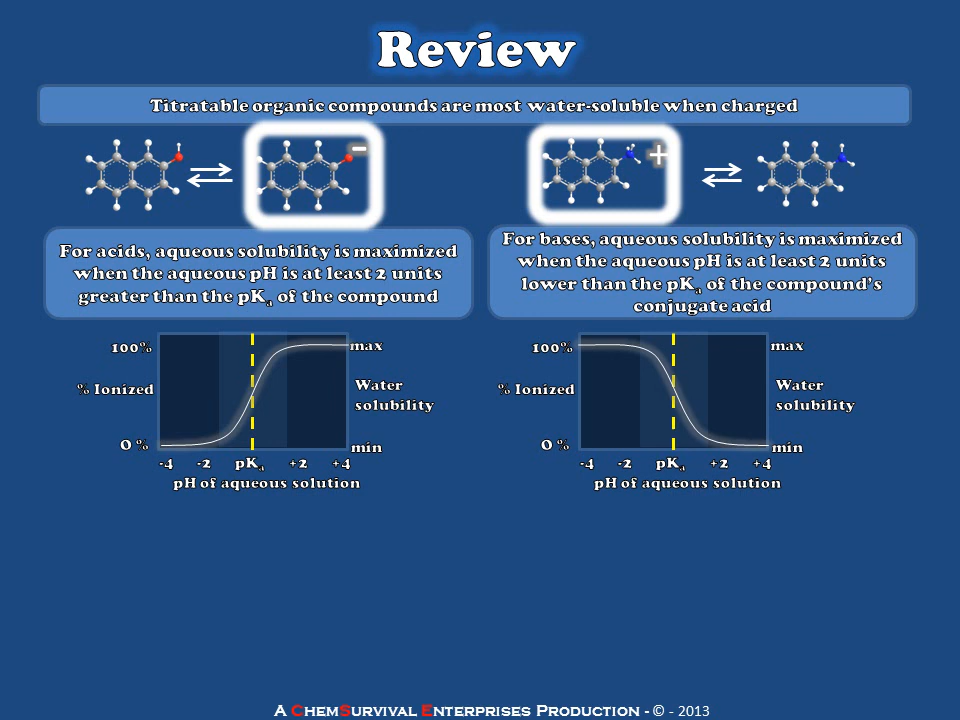 Review
Titratable organic compounds are most water-soluble when charged
−
+
For acids, aqueous solubility is maximized
when the aqueous pH is at least 2 units
greater than the pKa of the compound
For bases, aqueous solubility is maximized
when the aqueous pH is at least 2 units
lower than the pKa of the compound's
conjugate acid
100%
max
% Ionized
Water
solubility
0 %
min
-4 -2 pKa +2 +4
pH of aqueous solution
100%
max
% Ionized
Water
solubility
0 %
min
-4 -2 pKa +2 +4
pH of aqueous solution
A ChemSurvival Enterprises Production - © - 2013